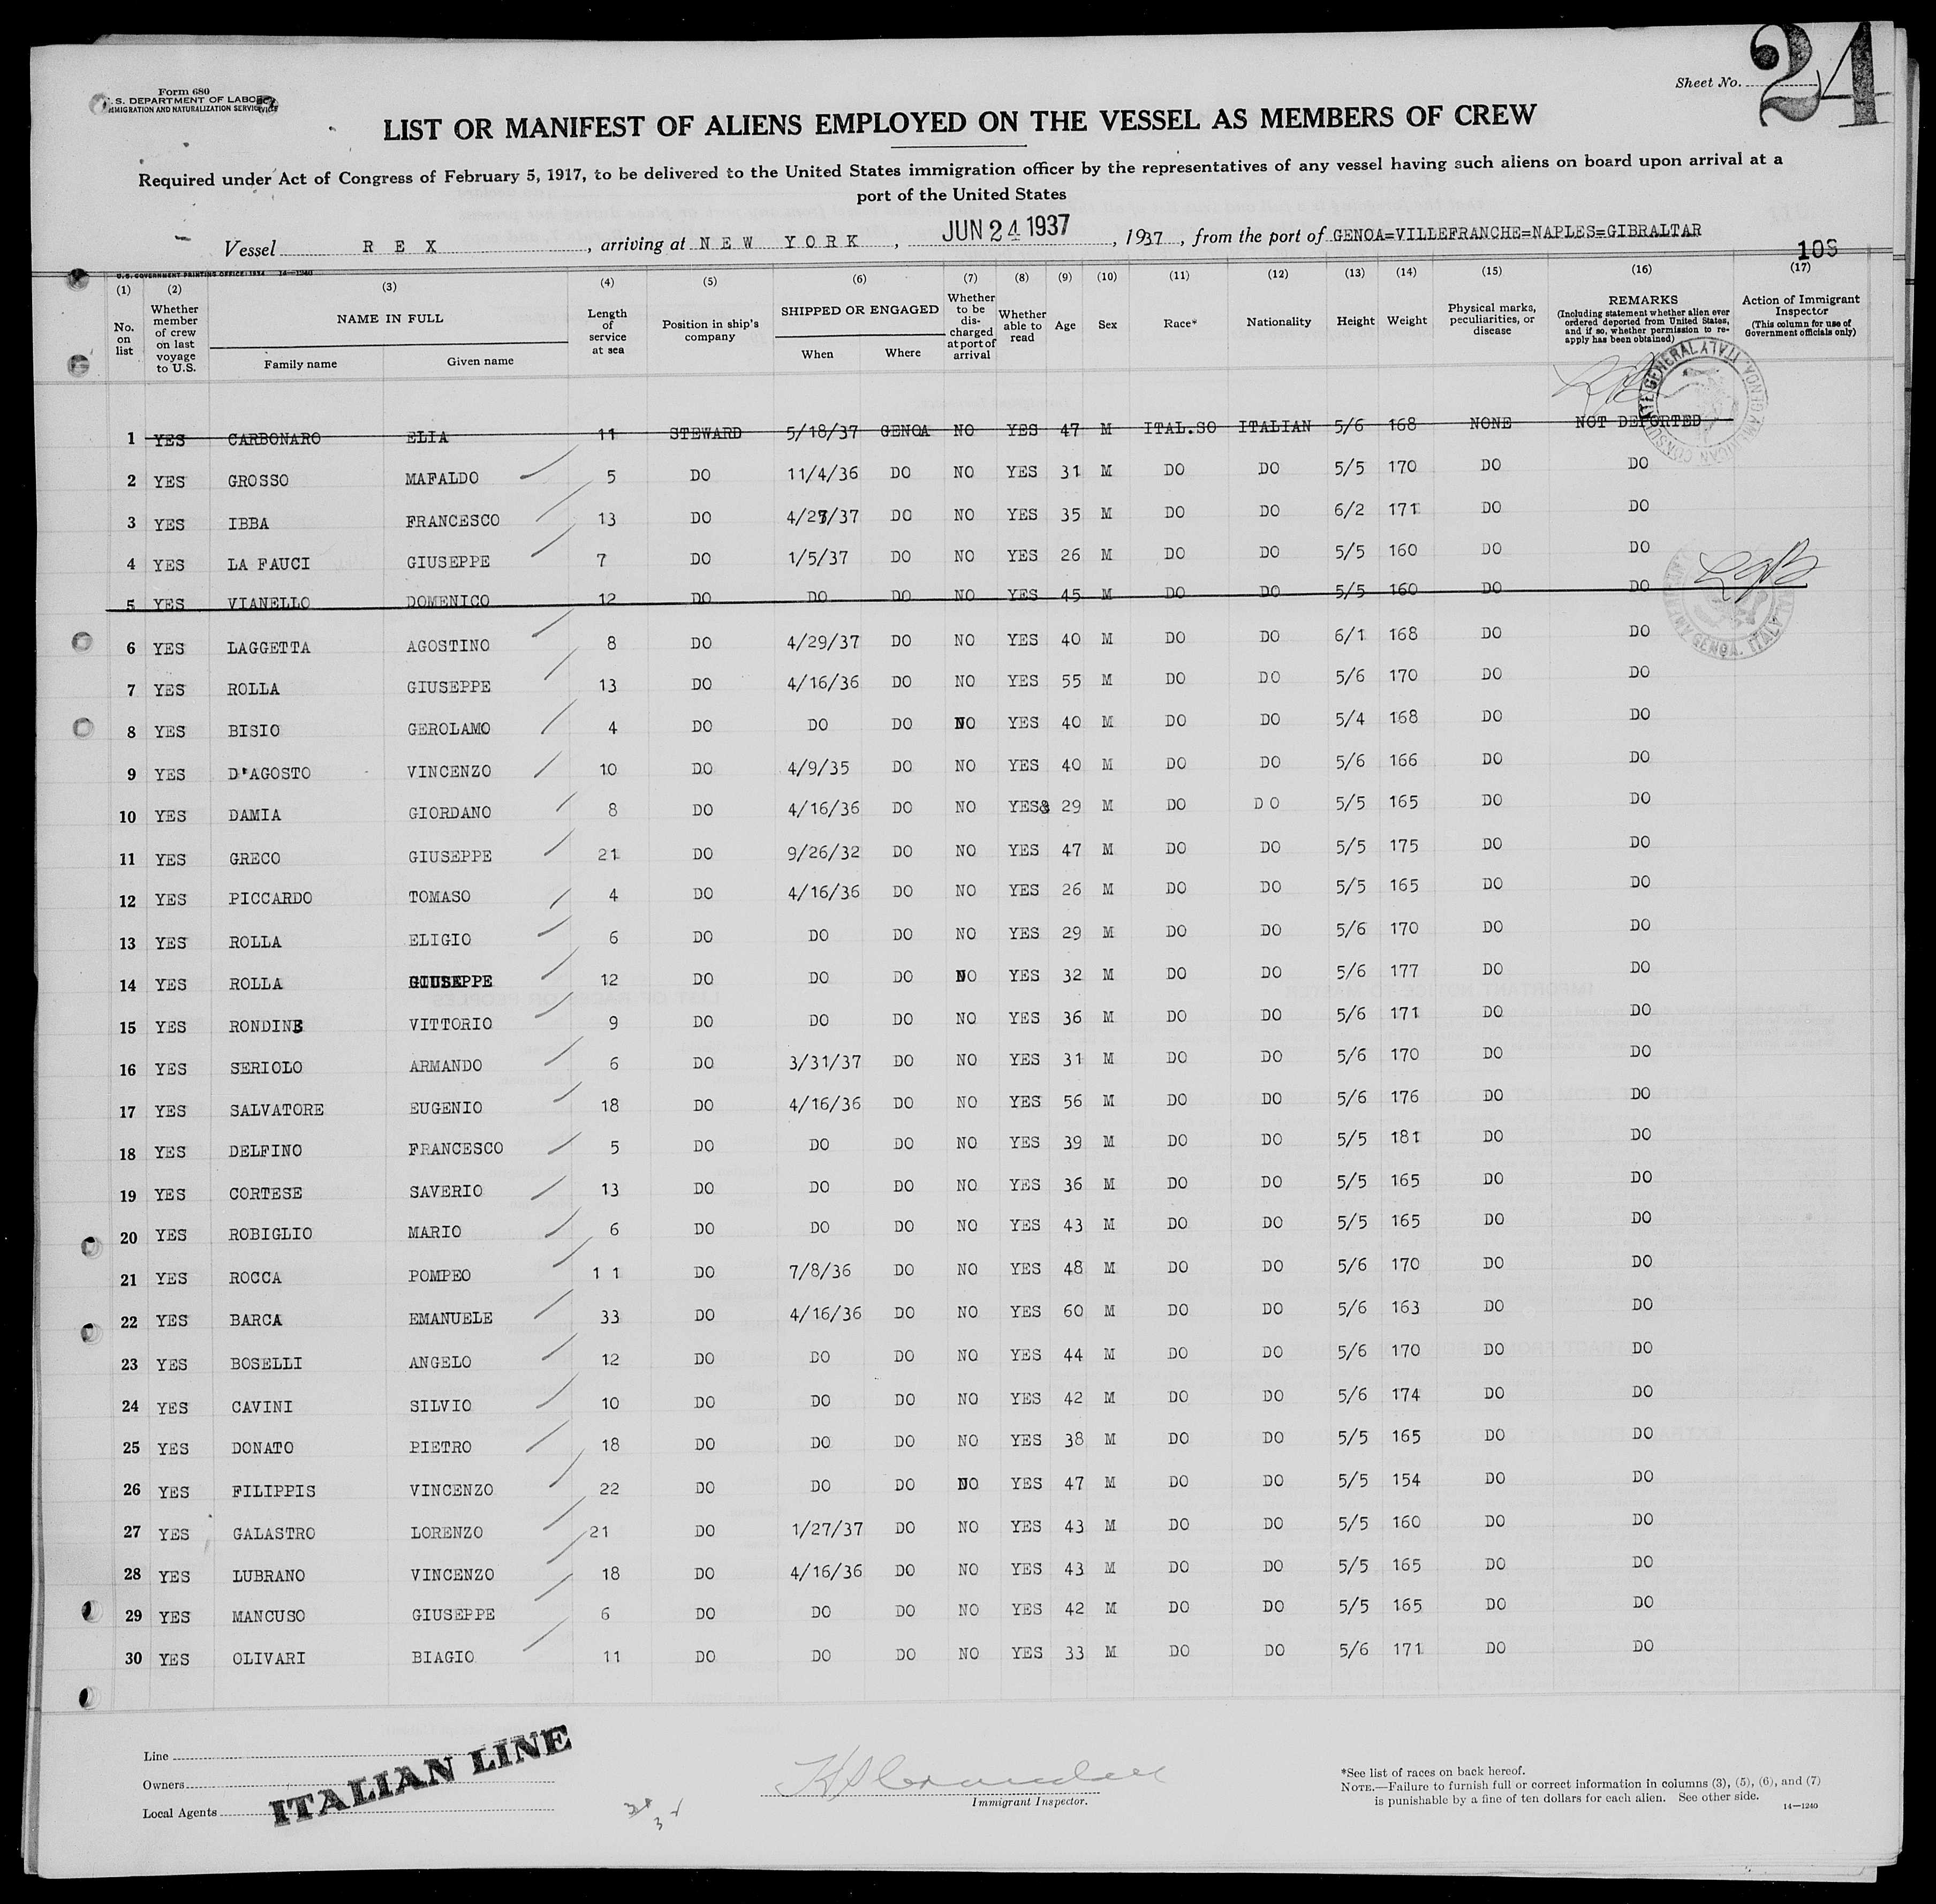 Form 680
U.S. DEPARTMENT OF LABOR
IMMIGRATION AND NATURALIZATION SERVICE
Sheet No. 24
LIST OR MANIFEST OF ALIENS EMPLOYED ON THE VESSEL AS MEMBERS OF CREW
Required under Act of Congress of February 5, 1917, to be delivered to the United States immigration officer by the representatives of any vessel having such aliens on board upon arrival at a
port of the United States
Vessel R E X, arriving at NEW YORK, JUN 24 1937, 1937, from the port of GENOA=VILLEFRANCHE=NAPLES=GIBRALTAR
U.S. GOVERNMENT PRINTING OFFICE: 1934 14—1240
(1) (2) (3) (4) (5) (6) (7) (8) (9) (10) (11) (12) (13) (14) (15) (16) (17)
No. on list
Whether member of crew on last voyage to U.S.
NAME IN FULL
Family name Given name
Length of service at sea
Position in ship's company
SHIPPED OR ENGAGED
When Where
Whether to be discharged at port of arrival
Whether able to read
Age
Sex
Race*
Nationality
Height
Weight
Physical marks, peculiarities, or disease
REMARKS
(Including statement whether alien ever ordered deported from United States, and if so, whether permission to reapply has been obtained)
Action of Immigrant Inspector
(This column for use of Government officials only)
1 YES CARBONARO ELIA 11 STEWARD 5/18/37 GENOA NO YES 47 M ITAL.SO ITALIAN 5/6 168 NONE NOT DEPORTED
2 YES GROSSO MAFALDO 5 DO 11/4/36 DO NO YES 31 M DO DO 5/5 170 DO DO
3 YES IBBA FRANCESCO 13 DO 4/28/37 DO NO YES 35 M DO DO 6/2 171 DO DO
4 YES LA FAUCI GIUSEPPE 7 DO 1/5/37 DO NO YES 26 M DO DO 5/5 160 DO DO
5 YES VIANELLO DOMENICO 12 DO DO DO NO YES 45 M DO DO 5/5 160 DO DO
6 YES LAGGETTA AGOSTINO 8 DO 4/29/37 DO NO YES 40 M DO DO 6/1 168 DO DO
7 YES ROLLA GIUSEPPE 13 DO 4/16/36 DO NO YES 55 M DO DO 5/6 170 DO DO
8 YES BISIO GEROLAMO 4 DO DO DO NO YES 40 M DO DO 5/4 168 DO DO
9 YES D'AGOSTO VINCENZO 10 DO 4/9/35 DO NO YES 40 M DO DO 5/6 166 DO DO
10 YES DAMIA GIORDANO 8 DO 4/16/36 DO NO YES& 29 M DO D O 5/5 165 DO DO
11 YES GRECO GIUSEPPE 21 DO 9/26/32 DO NO YES 47 M DO DO 5/5 175 DO DO
12 YES PICCARDO TOMASO 4 DO 4/16/36 DO NO YES 26 M DO DO 5/5 165 DO DO
13 YES ROLLA ELIGIO 6 DO DO DO NO YES 29 M DO DO 5/6 170 DO DO
14 YES ROLLA GIUSEPPE 12 DO DO DO NO YES 32 M DO DO 5/6 177 DO DO
15 YES RONDINE VITTORIO 9 DO DO DO NO YES 36 M DO DO 5/6 171 DO DO
16 YES SERIOLO ARMANDO 6 DO 3/31/37 DO NO YES 31 M DO DO 5/6 170 DO DO
17 YES SALVATORE EUGENIO 18 DO 4/16/36 DO NO YES 56 M DO DO 5/6 176 DO DO
18 YES DELFINO FRANCESCO 5 DO DO DO NO YES 39 M DO DO 5/5 181 DO DO
19 YES CORTESE SAVERIO 13 DO DO DO NO YES 36 M DO DO 5/5 165 DO DO
20 YES ROBIGLIO MARIO 6 DO DO DO NO YES 43 M DO DO 5/5 165 DO DO
21 YES ROCCA POMPEO 1 1 DO 7/8/36 DO NO YES 48 M DO DO 5/6 170 DO DO
22 YES BARCA EMANUELE 33 DO 4/16/36 DO NO YES 60 M DO DO 5/6 163 DO DO
23 YES BOSELLI ANGELO 12 DO DO DO NO YES 44 M DO DO 5/6 170 DO DO
24 YES CAVINI SILVIO 10 DO DO DO NO YES 42 M DO DO 5/6 174 DO DO
25 YES DONATO PIETRO 18 DO DO DO NO YES 38 M DO DO 5/5 165 DO DO
26 YES FILIPPIS VINCENZO 22 DO DO DO NO YES 47 M DO DO 5/5 154 DO DO
27 YES GALASTRO LORENZO 21 DO 1/27/37 DO NO YES 43 M DO DO 5/5 160 DO DO
28 YES LUBRANO VINCENZO 18 DO 4/16/36 DO NO YES 43 M DO DO 5/5 165 DO DO
29 YES MANCUSO GIUSEPPE 6 DO DO DO NO YES 42 M DO DO 5/5 165 DO DO
30 YES OLIVARI BIAGIO 11 DO DO DO NO YES 33 M DO DO 5/6 171 DO DO
Line
Owners
Local Agents
ITALIAN LINE
Immigrant Inspector.
*See list of races on back hereof.
NOTE.—Failure to furnish full or correct information in columns (3), (5), (6), and (7)
is punishable by a fine of ten dollars for each alien. See other side.
14—1240